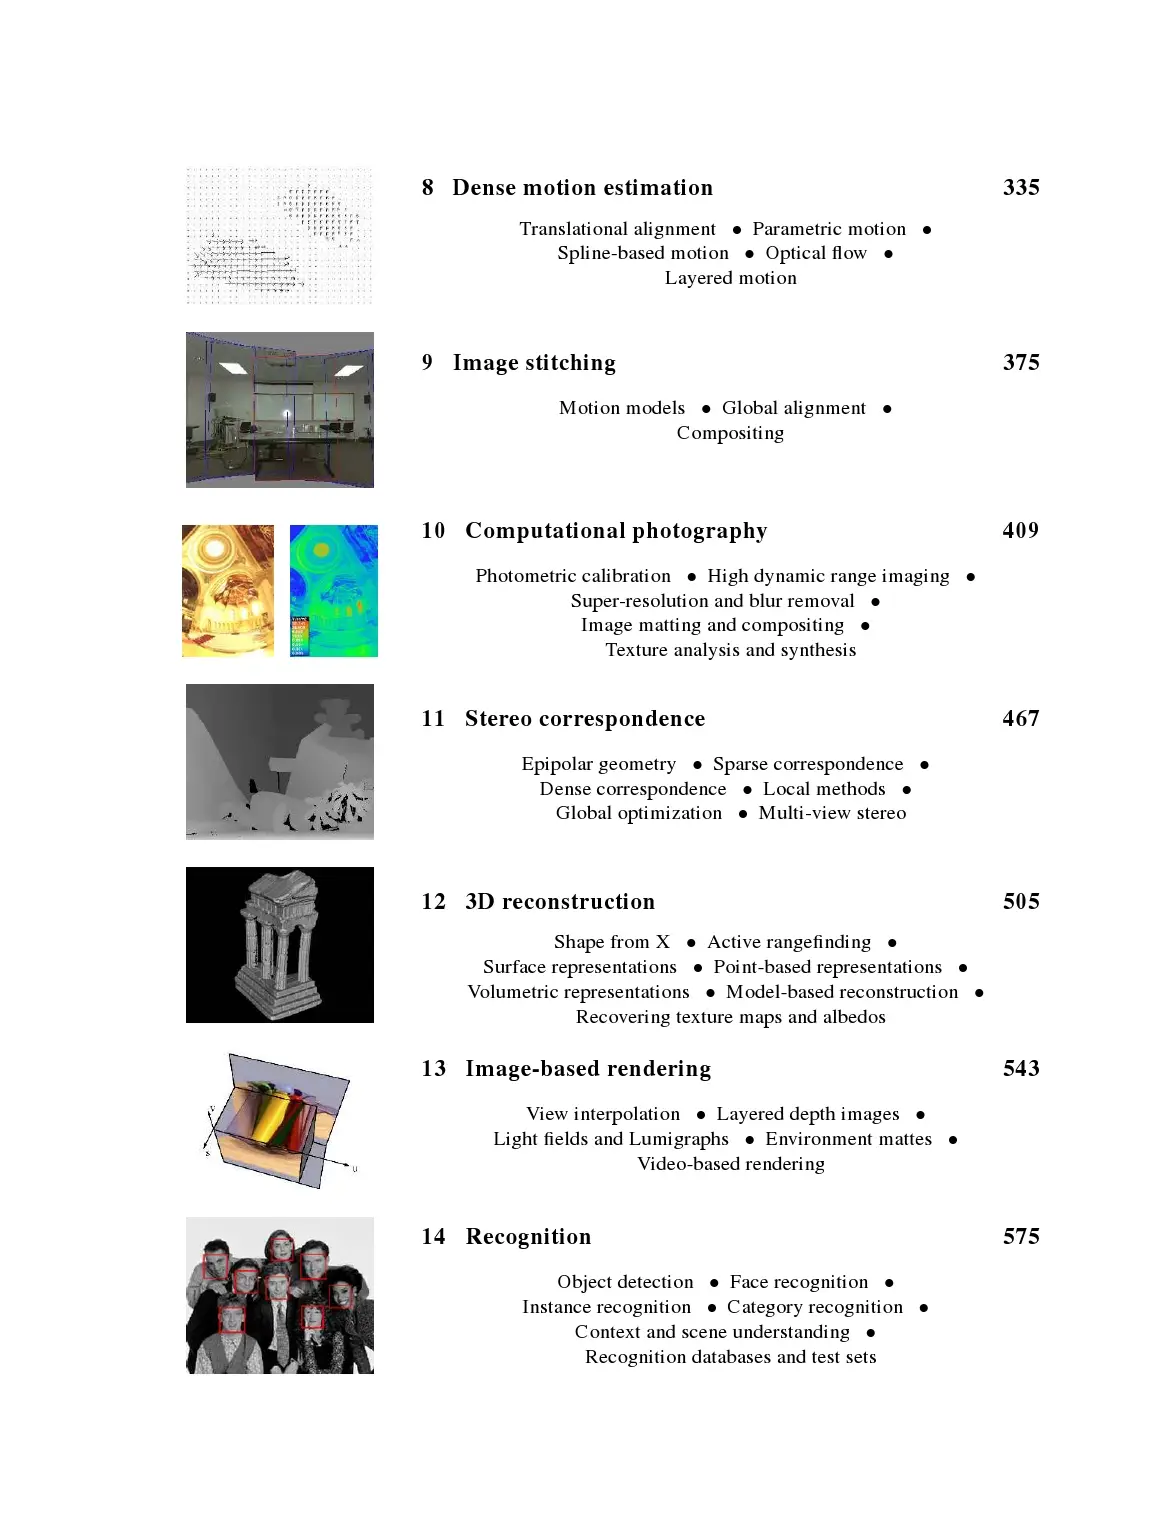 8 Dense motion estimation 335
Translational alignment • Parametric motion •
Spline-based motion • Optical flow •
Layered motion
9 Image stitching 375
Motion models • Global alignment •
Compositing
10 Computational photography 409
Photometric calibration • High dynamic range imaging •
Super-resolution and blur removal •
Image matting and compositing •
Texture analysis and synthesis
11 Stereo correspondence 467
Epipolar geometry • Sparse correspondence •
Dense correspondence • Local methods •
Global optimization • Multi-view stereo
12 3D reconstruction 505
Shape from X • Active rangefinding •
Surface representations • Point-based representations •
Volumetric representations • Model-based reconstruction •
Recovering texture maps and albedos
13 Image-based rendering 543
v
s
u
View interpolation • Layered depth images •
Light fields and Lumigraphs • Environment mattes •
Video-based rendering
14 Recognition 575
Object detection • Face recognition •
Instance recognition • Category recognition •
Context and scene understanding •
Recognition databases and test sets